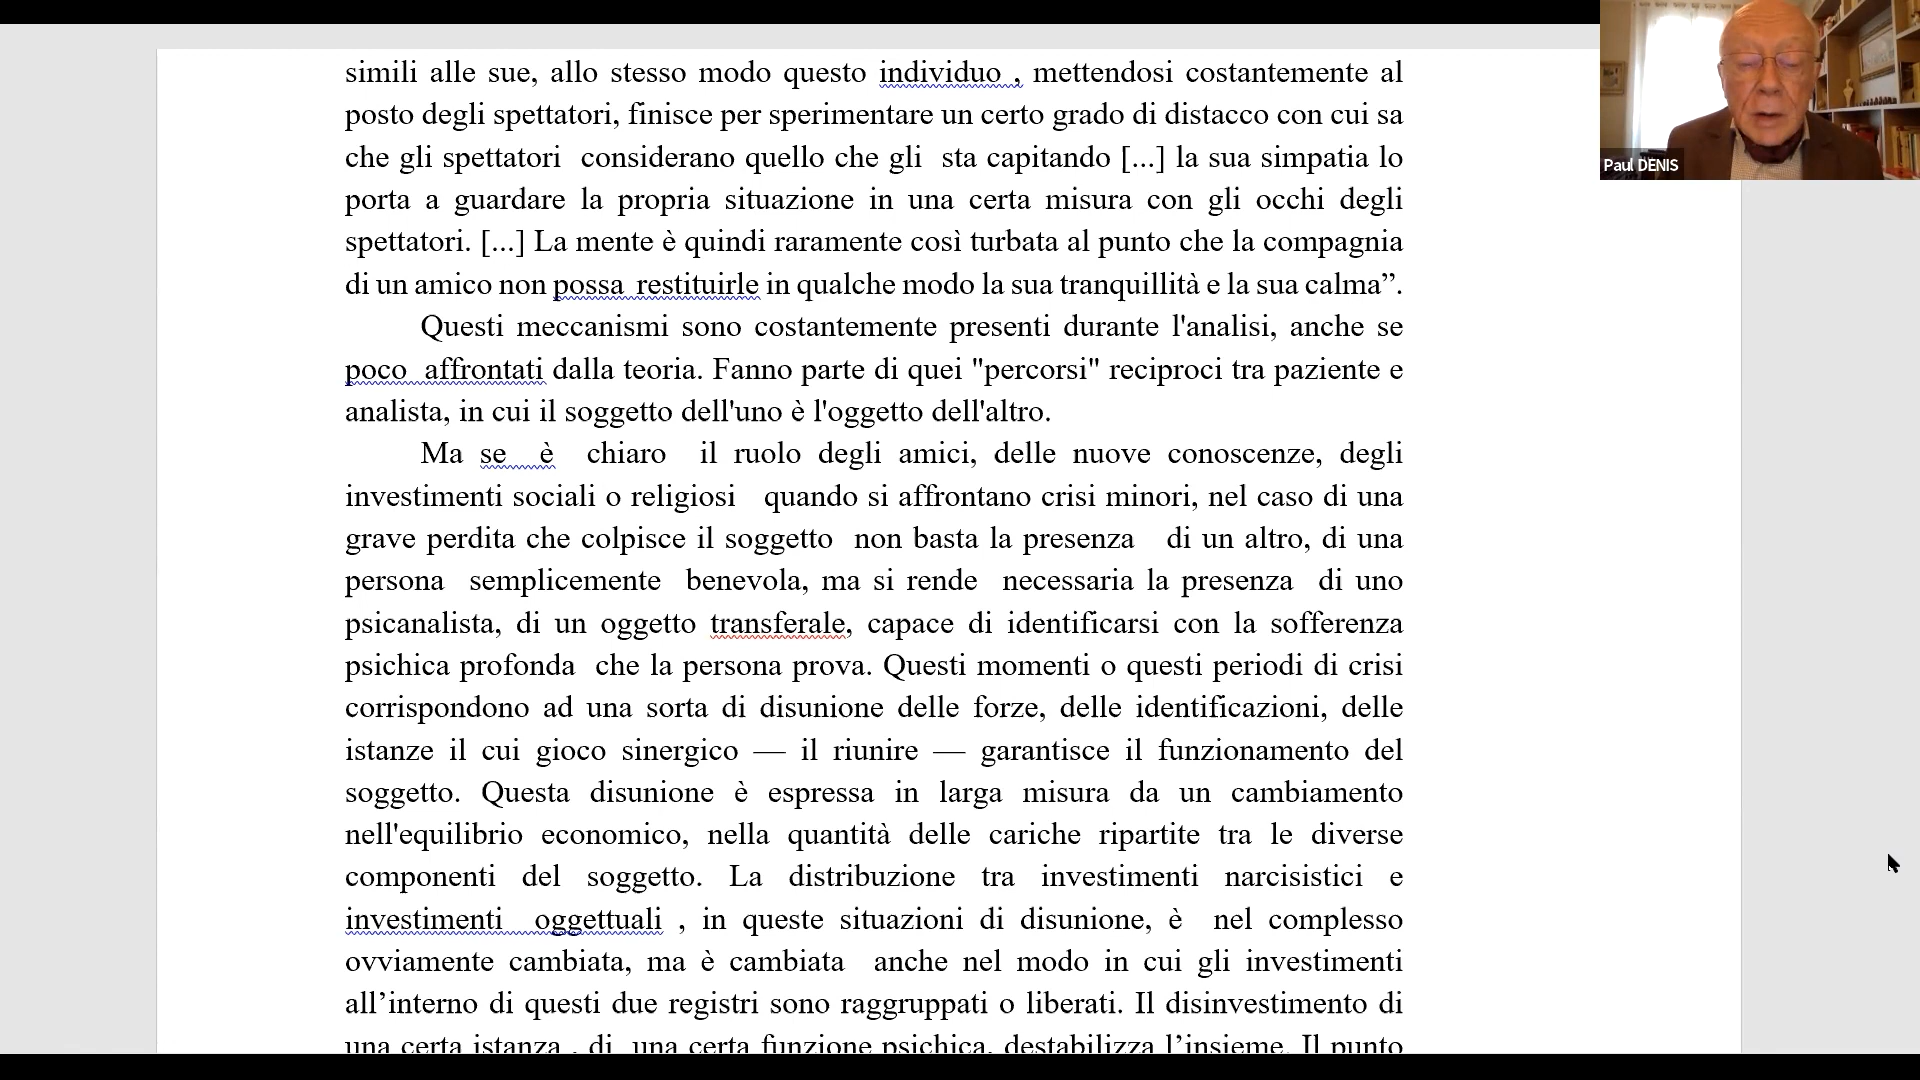 simili alle sue, allo stesso modo questo individuo , mettendosi costantemente al
posto degli spettatori, finisce per sperimentare un certo grado di distacco con cui sa
che gli spettatori  considerano quello che gli  sta capitando [...] la sua simpatia lo
porta a guardare la propria situazione in una certa misura con gli occhi degli
spettatori. [...] La mente è quindi raramente così turbata al punto che la compagnia
di un amico non possa  restituirle in qualche modo la sua tranquillità e la sua calma”.
Questi meccanismi sono costantemente presenti durante l'analisi, anche se
poco  affrontati dalla teoria. Fanno parte di quei "percorsi" reciproci tra paziente e
analista, in cui il soggetto dell'uno è l'oggetto dell'altro.
Ma se  è  chiaro  il ruolo degli amici, delle nuove conoscenze, degli
investimenti sociali o religiosi  quando si affrontano crisi minori, nel caso di una
grave perdita che colpisce il soggetto  non basta la presenza  di un altro, di una
persona  semplicemente  benevola, ma si rende  necessaria la presenza  di uno
psicanalista, di un oggetto transferale, capace di identificarsi con la sofferenza
psichica profonda  che la persona prova. Questi momenti o questi periodi di crisi
corrispondono ad una sorta di disunione delle forze, delle identificazioni, delle
istanze il cui gioco sinergico — il riunire — garantisce il funzionamento del
soggetto. Questa disunione è espressa in larga misura da un cambiamento
nell'equilibrio economico, nella quantità delle cariche ripartite tra le diverse
componenti del soggetto. La distribuzione tra investimenti narcisistici e
investimenti  oggettuali , in queste situazioni di disunione, è  nel complesso
ovviamente cambiata, ma è cambiata  anche nel modo in cui gli investimenti
all’interno di questi due registri sono raggruppati o liberati. Il disinvestimento di
una certa istanza , di  una certa funzione psichica, destabilizza l’insieme. Il punto
Paul DENIS